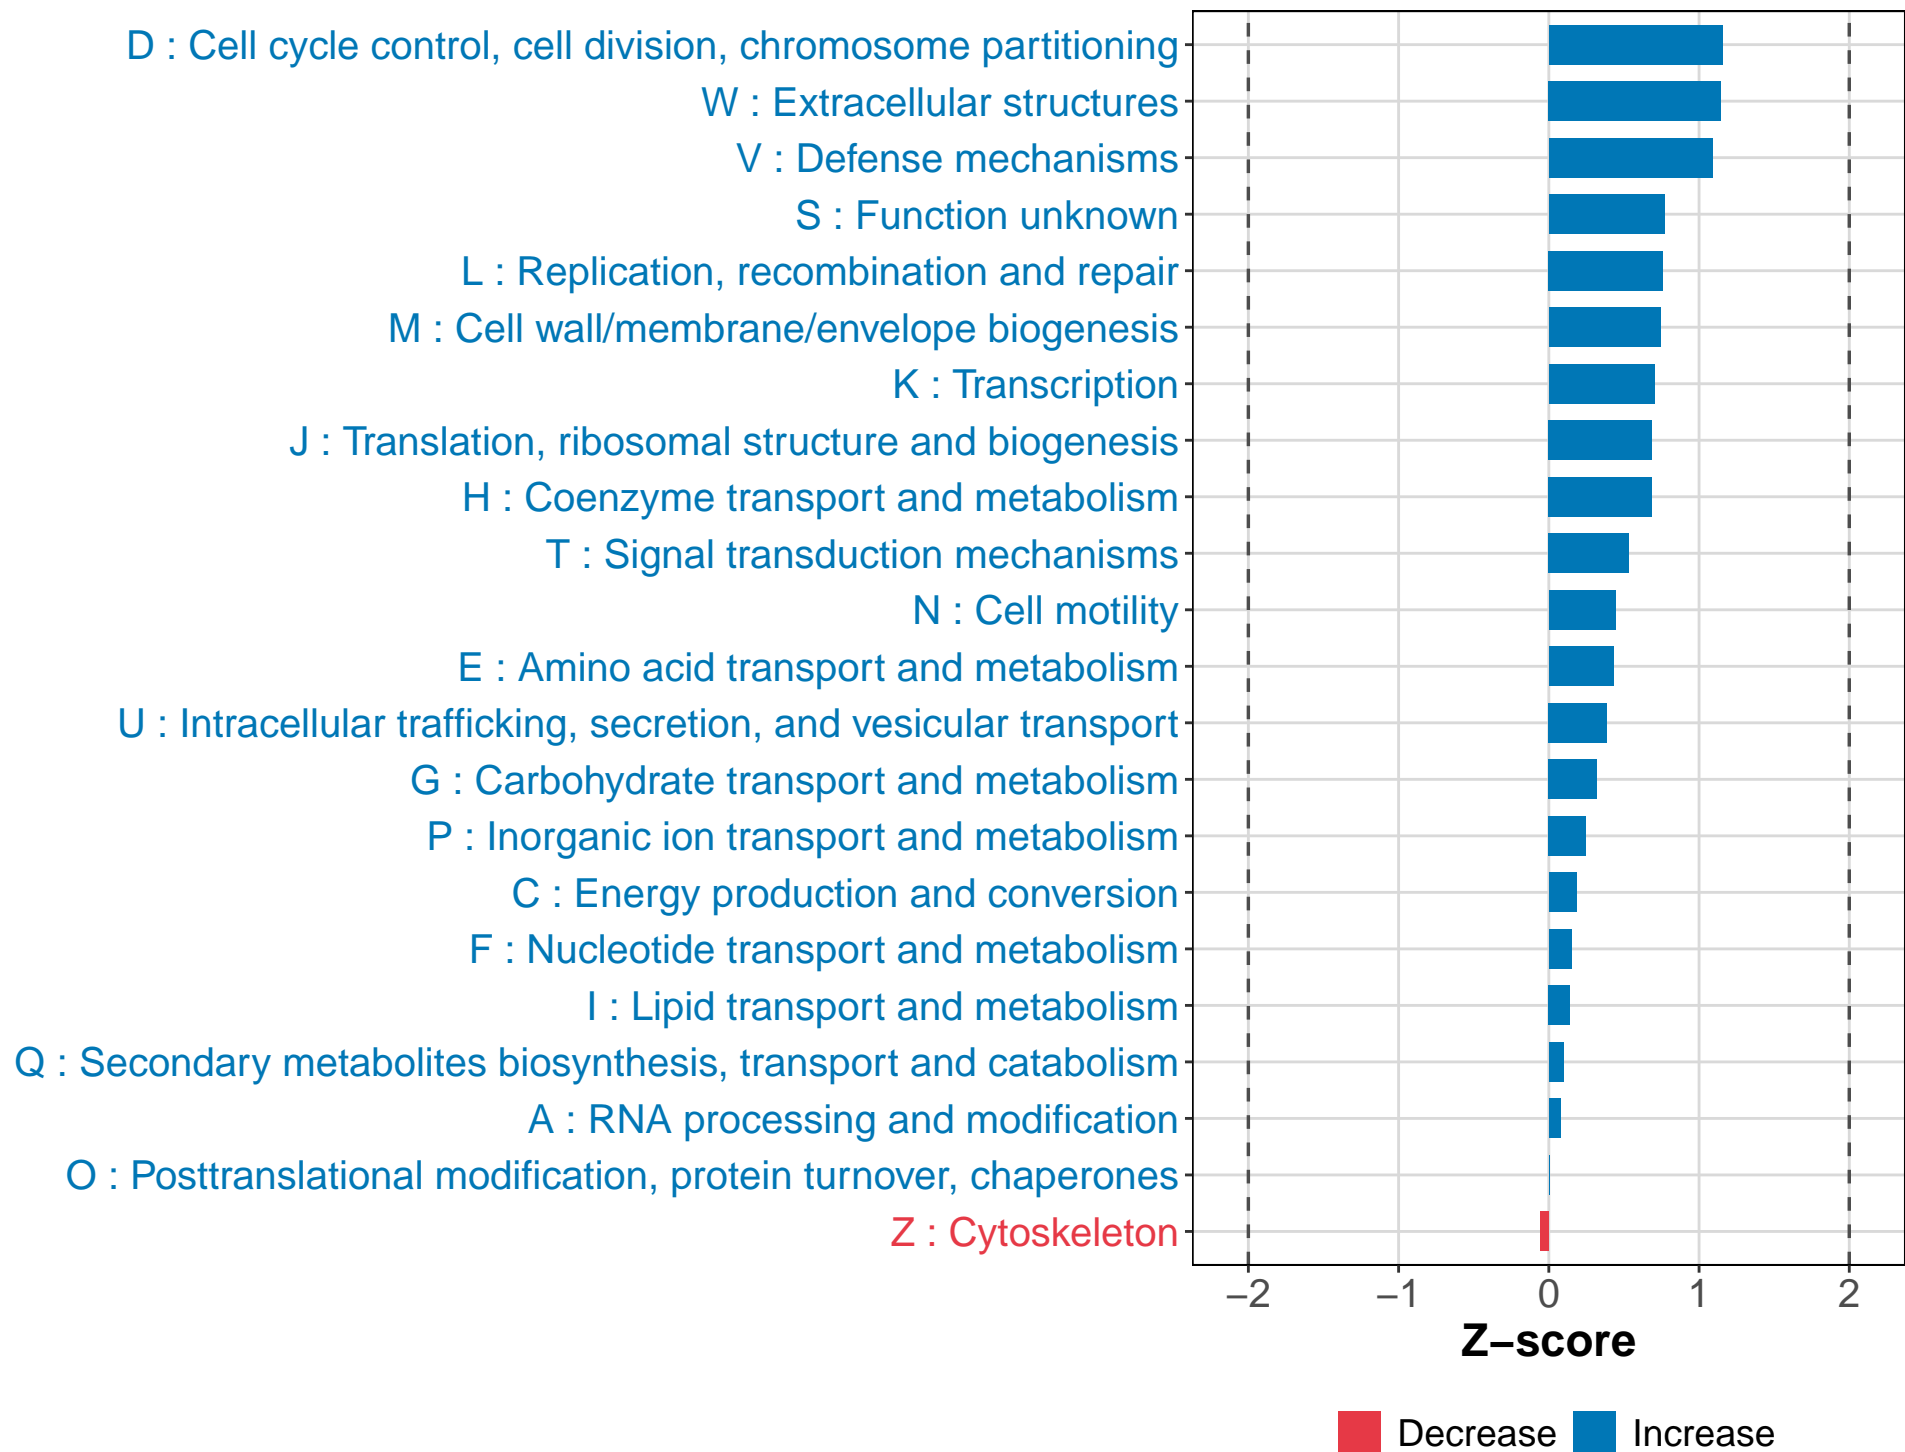 D : Cell cycle control, cell division, chromosome partitioning
W : Extracellular structures
V : Defense mechanisms
S : Function unknown
L : Replication, recombination and repair
M : Cell wall/membrane/envelope biogenesis
K : Transcription
J : Translation, ribosomal structure and biogenesis
H : Coenzyme transport and metabolism
T : Signal transduction mechanisms
N : Cell motility
E : Amino acid transport and metabolism
U : Intracellular trafficking, secretion, and vesicular transport
G : Carbohydrate transport and metabolism
P : Inorganic ion transport and metabolism
C : Energy production and conversion
F : Nucleotide transport and metabolism
I : Lipid transport and metabolism
Q : Secondary metabolites biosynthesis, transport and catabolism
A : RNA processing and modification
O : Posttranslational modification, protein turnover, chaperones
Z : Cytoskeleton
−2 −1 0 1 2
Z−score
Decrease Increase